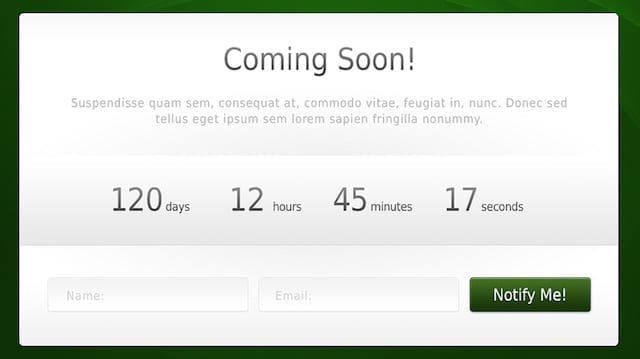 Coming Soon!
Suspendisse quam sem, consequat at, commodo vitae, feugiat in, nunc. Donec sed
tellus eget ipsum sem lorem sapien fringilla nonummy.
120 days 12 hours 45 minutes 17 seconds
Name: Email: Notify Me!